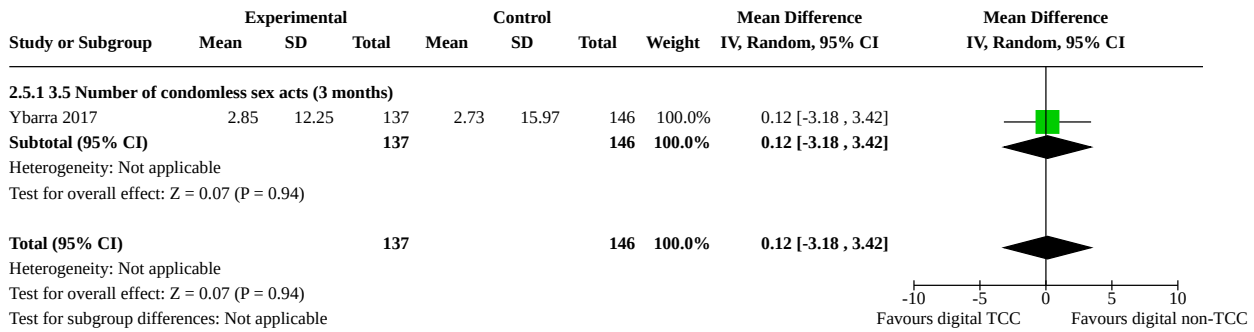 Experimental Control Mean Difference Mean Difference
Study or Subgroup Mean SD Total Mean SD Total Weight IV, Random, 95% CI IV, Random, 95% CI
2.5.1 3.5 Number of condomless sex acts (3 months)
Ybarra 2017 2.85 12.25 137 2.73 15.97 146 100.0% 0.12 [-3.18 , 3.42]
Subtotal (95% CI) 137 146 100.0% 0.12 [-3.18 , 3.42]
Heterogeneity: Not applicable
Test for overall effect: Z = 0.07 (P = 0.94)
Total (95% CI) 137 146 100.0% 0.12 [-3.18 , 3.42]
Heterogeneity: Not applicable
Test for overall effect: Z = 0.07 (P = 0.94) -10 -5 0 5 10
Test for subgroup differences: Not applicable Favours digital TCC Favours digital non-TCC